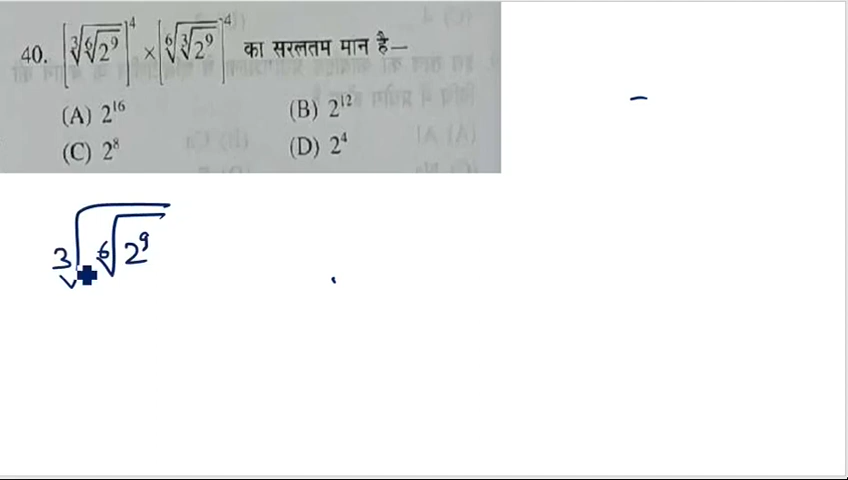 40. [∛(⁶√2⁹)]⁴ × [⁶√(∛2⁹)]⁴ का सरलतम मान है—
(A) 2¹⁶ (B) 2¹²
(C) 2⁸ (D) 2⁴
∛(⁶√2⁹)